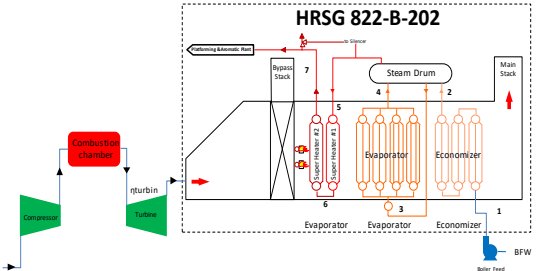 HRSG 822-B-202
Platforming &Aromatic Plant
to Silencer
Main
Stack
7
Bypass
Stack
Steam Drum
4
2
5
Combustion
chamber
Super Heater #2
Super Heater #1
Evaporator
Economizer
ηturbin
Compressor
Turbine
6
3
1
Evaporator
Evaporator
Economizer
BFW
Boiler Feed